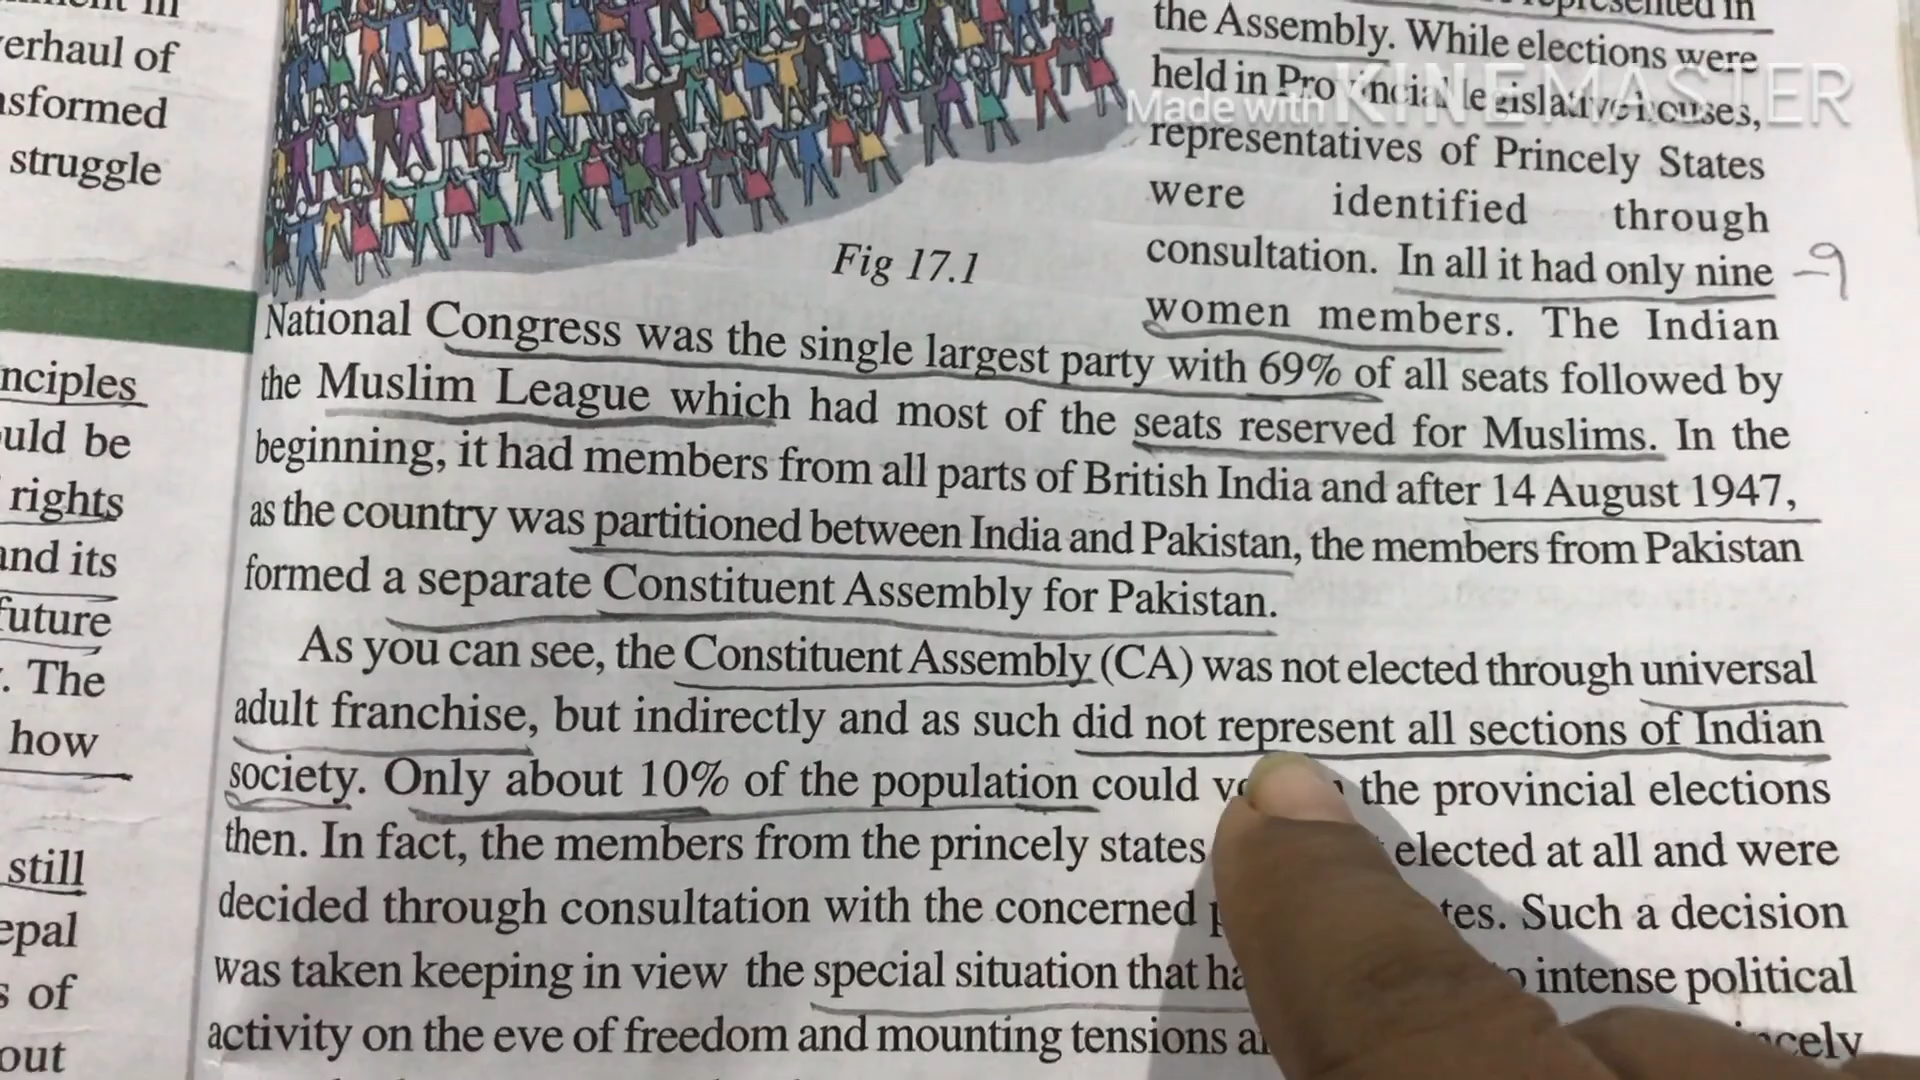 erhaul of
sformed
struggle
nciples
uld be
rights
and its
future
. The
how
still
epal
s of
out
represented in
the Assembly. While elections were
held in Provincial legislative houses,
representatives of Princely States
were identified through
consultation. In all it had only nine
women members. The Indian
Fig 17.1
National Congress was the single largest party with 69% of all seats followed by
the Muslim League which had most of the seats reserved for Muslims. In the
beginning, it had members from all parts of British India and after 14 August 1947,
as the country was partitioned between India and Pakistan, the members from Pakistan
formed a separate Constituent Assembly for Pakistan.
As you can see, the Constituent Assembly (CA) was not elected through universal
adult franchise, but indirectly and as such did not represent all sections of Indian
society. Only about 10% of the population could the provincial elections
then. In fact, the members from the princely states elected at all and were
decided through consultation with the concerned tes. Such a decision
was taken keeping in view the special situation that intense political
activity on the eve of freedom and mounting tensions
-9
Made with KINEMASTER